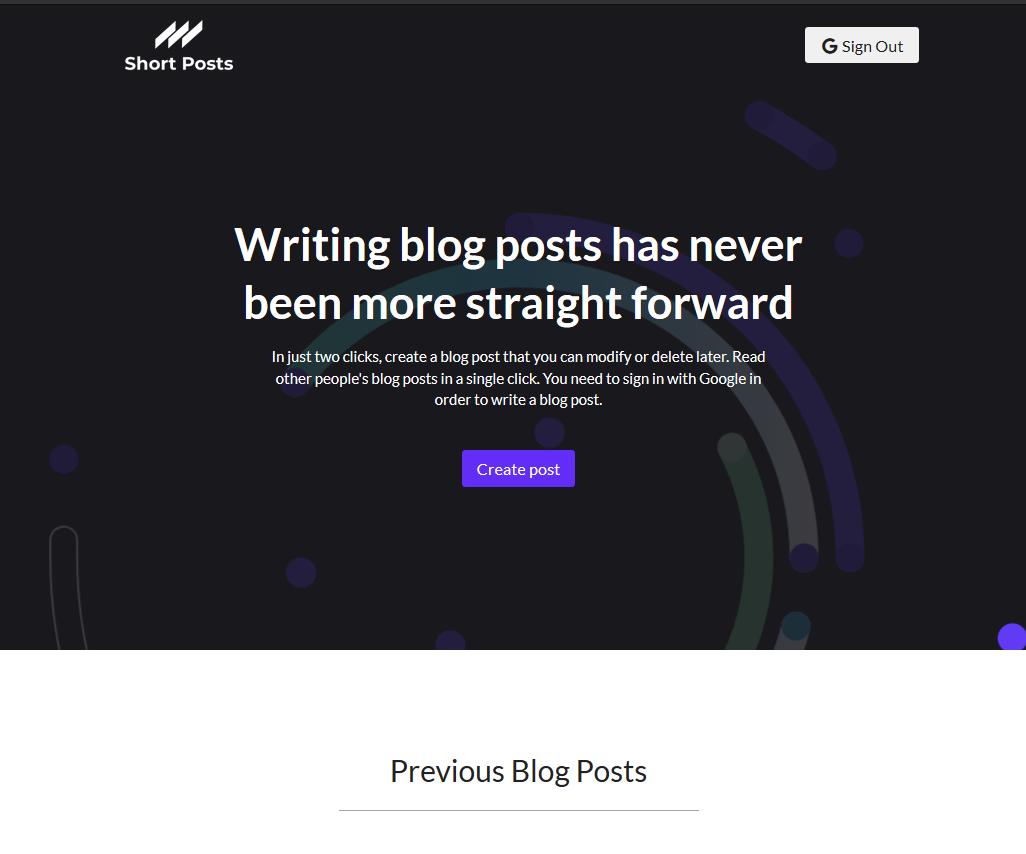 Short Posts
Sign Out
Writing blog posts has never
been more straight forward
In just two clicks, create a blog post that you can modify or delete later. Read
other people's blog posts in a single click. You need to sign in with Google in
order to write a blog post.
Create post
Previous Blog Posts